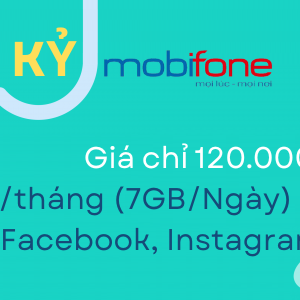 KỶ
mobifone
mọi lúc - mọi nơi
Giá chỉ 120.000
/tháng (7GB/Ngày)
Facebook, Instagram